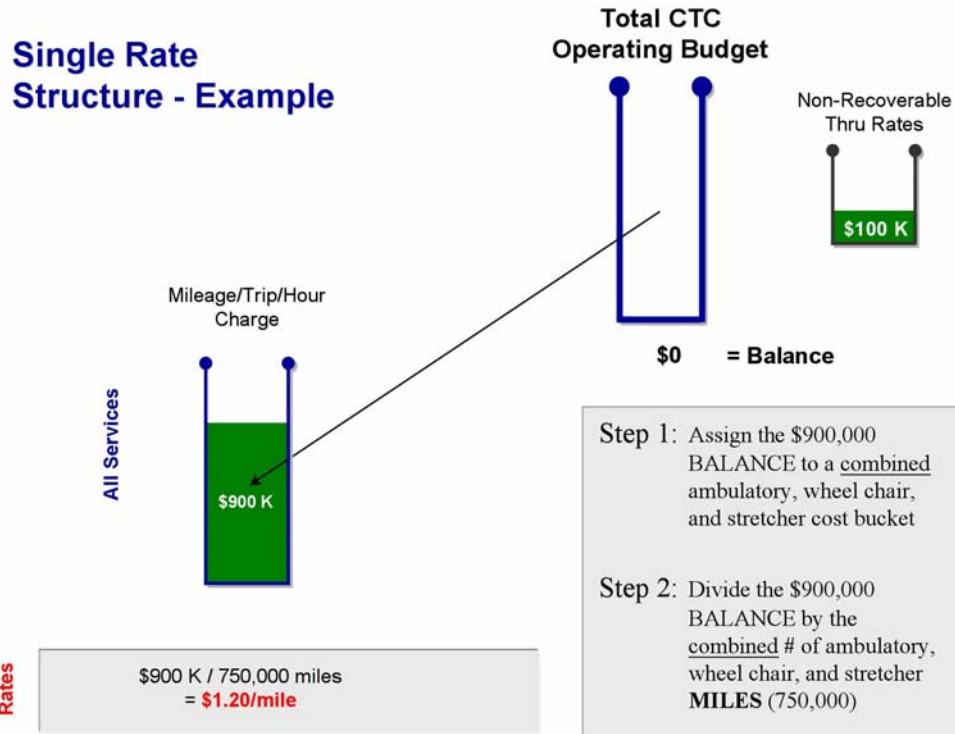 Single Rate
Structure - Example
Total CTC
Operating Budget
Non-Recoverable
Thru Rates
$100 K
$0 = Balance
Mileage/Trip/Hour
Charge
All Services
$900 K
Step 1: Assign the $900,000
BALANCE to a combined
ambulatory, wheel chair,
and stretcher cost bucket
Step 2: Divide the $900,000
BALANCE by the
combined # of ambulatory,
wheel chair, and stretcher
MILES (750,000)
Rates
$900 K / 750,000 miles
= $1.20/mile